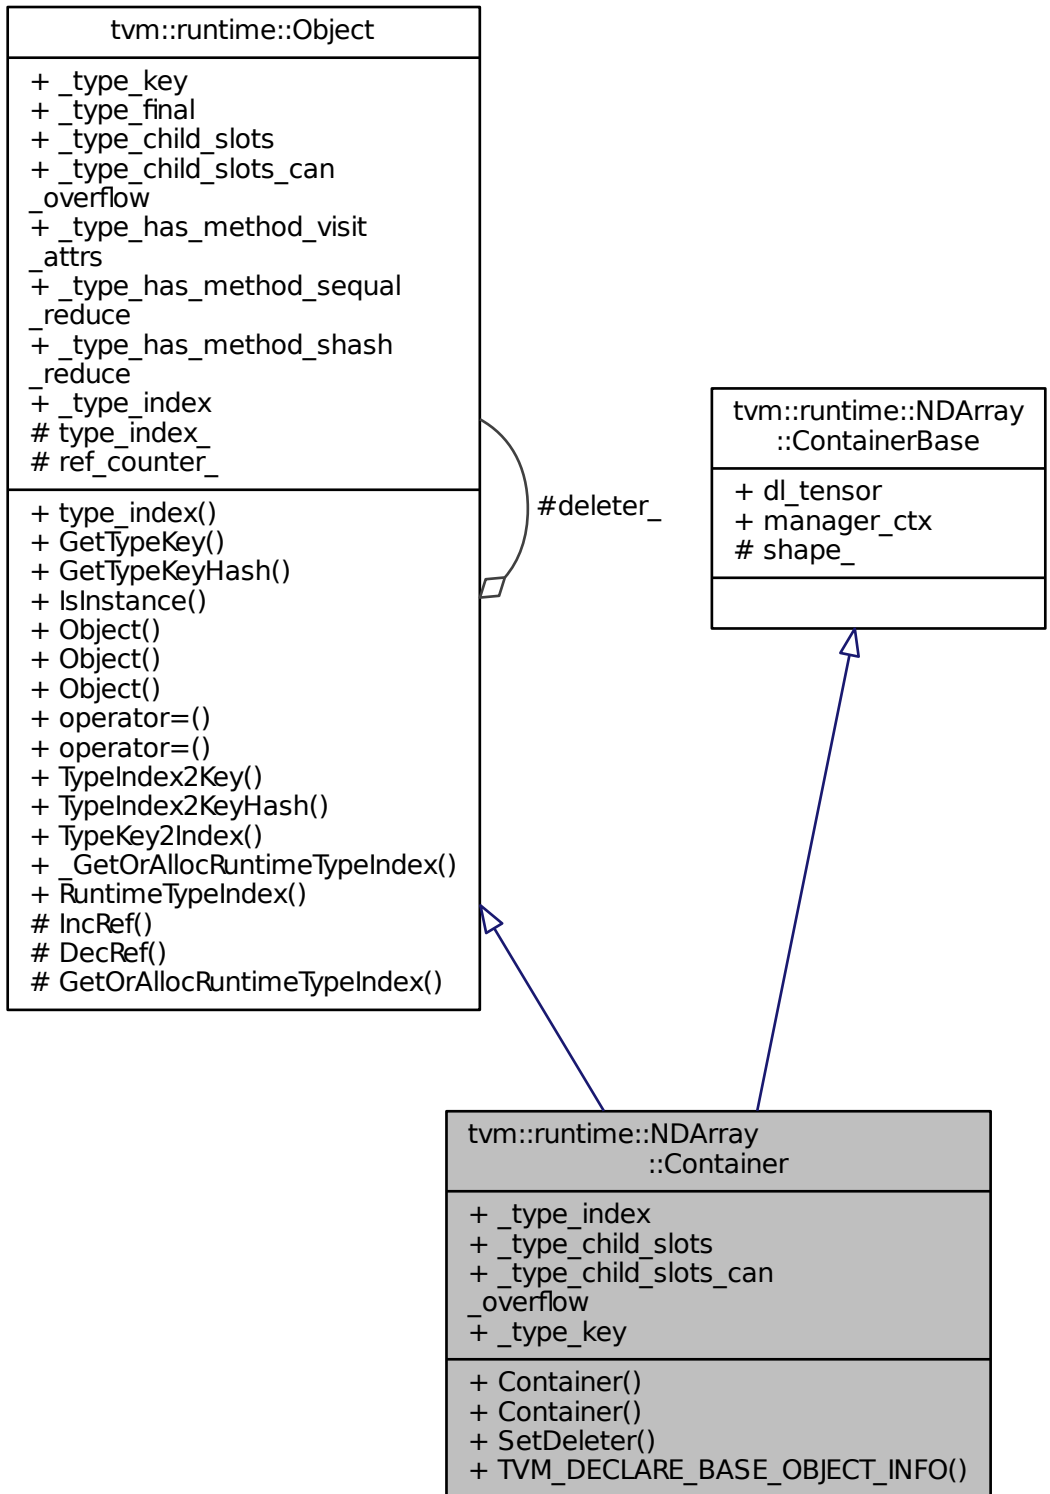 tvm::runtime::Object
+ _type_key
+ _type_final
+ _type_child_slots
+ _type_child_slots_can
_overflow
+ _type_has_method_visit
_attrs
+ _type_has_method_sequal
_reduce
+ _type_has_method_shash
_reduce
+ _type_index
# type_index_
# ref_counter_
+ type_index()
+ GetTypeKey()
+ GetTypeKeyHash()
+ IsInstance()
+ Object()
+ Object()
+ Object()
+ operator=()
+ operator=()
+ TypeIndex2Key()
+ TypeIndex2KeyHash()
+ TypeKey2Index()
+ _GetOrAllocRuntimeTypeIndex()
+ RuntimeTypeIndex()
# IncRef()
# DecRef()
# GetOrAllocRuntimeTypeIndex()
#deleter_
tvm::runtime::NDArray
::ContainerBase
+ dl_tensor
+ manager_ctx
# shape_
tvm::runtime::NDArray
::Container
+ _type_index
+ _type_child_slots
+ _type_child_slots_can
_overflow
+ _type_key
+ Container()
+ Container()
+ SetDeleter()
+ TVM_DECLARE_BASE_OBJECT_INFO()